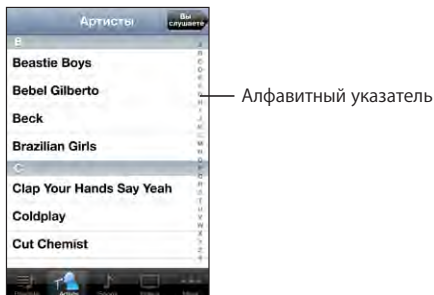 Артисты
Вы слушаете
B
Beastie Boys
Bebel Gilberto
Алфавитный указатель
Beck
Brazilian Girls
C
Clap Your Hands Say Yeah
Coldplay
Cut Chemist